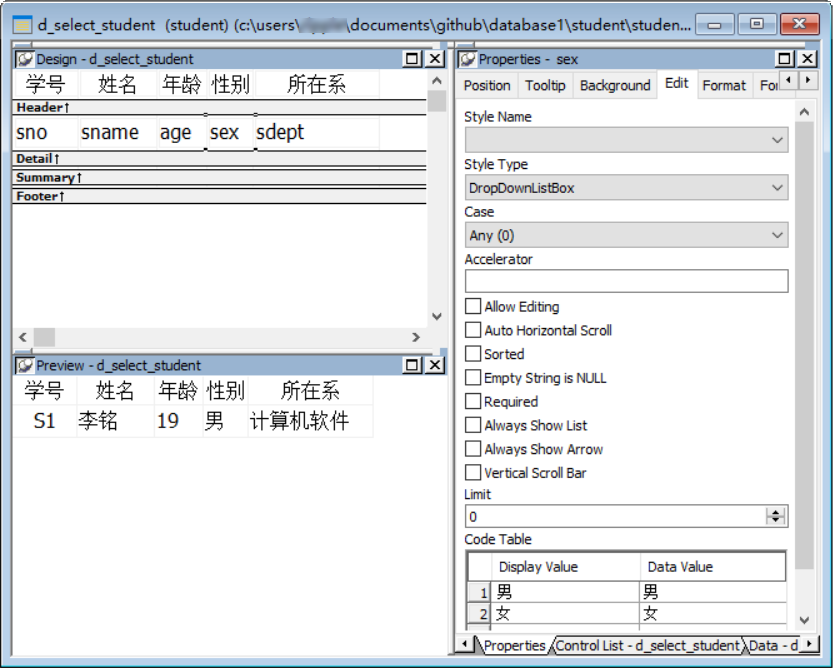 d_select_student (student) (c:\users\ \documents\github\database1\student\studen...
Design - d_select_student
学号 姓名 年龄 性别 所在系
Header↑
sno sname age sex sdept
Detail↑
Summary↑
Footer↑
Preview - d_select_student
学号 姓名 年龄 性别 所在系
S1 李铭 19 男 计算机软件
Properties - sex
Position Tooltip Background Edit Format For
Style Name
Style Type
DropDownListBox
Case
Any (0)
Accelerator
Allow Editing
Auto Horizontal Scroll
Sorted
Empty String is NULL
Required
Always Show List
Always Show Arrow
Vertical Scroll Bar
Limit
0
Code Table
Display Value Data Value
1 男 男
2 女 女
Properties Control List - d_select_student Data - d